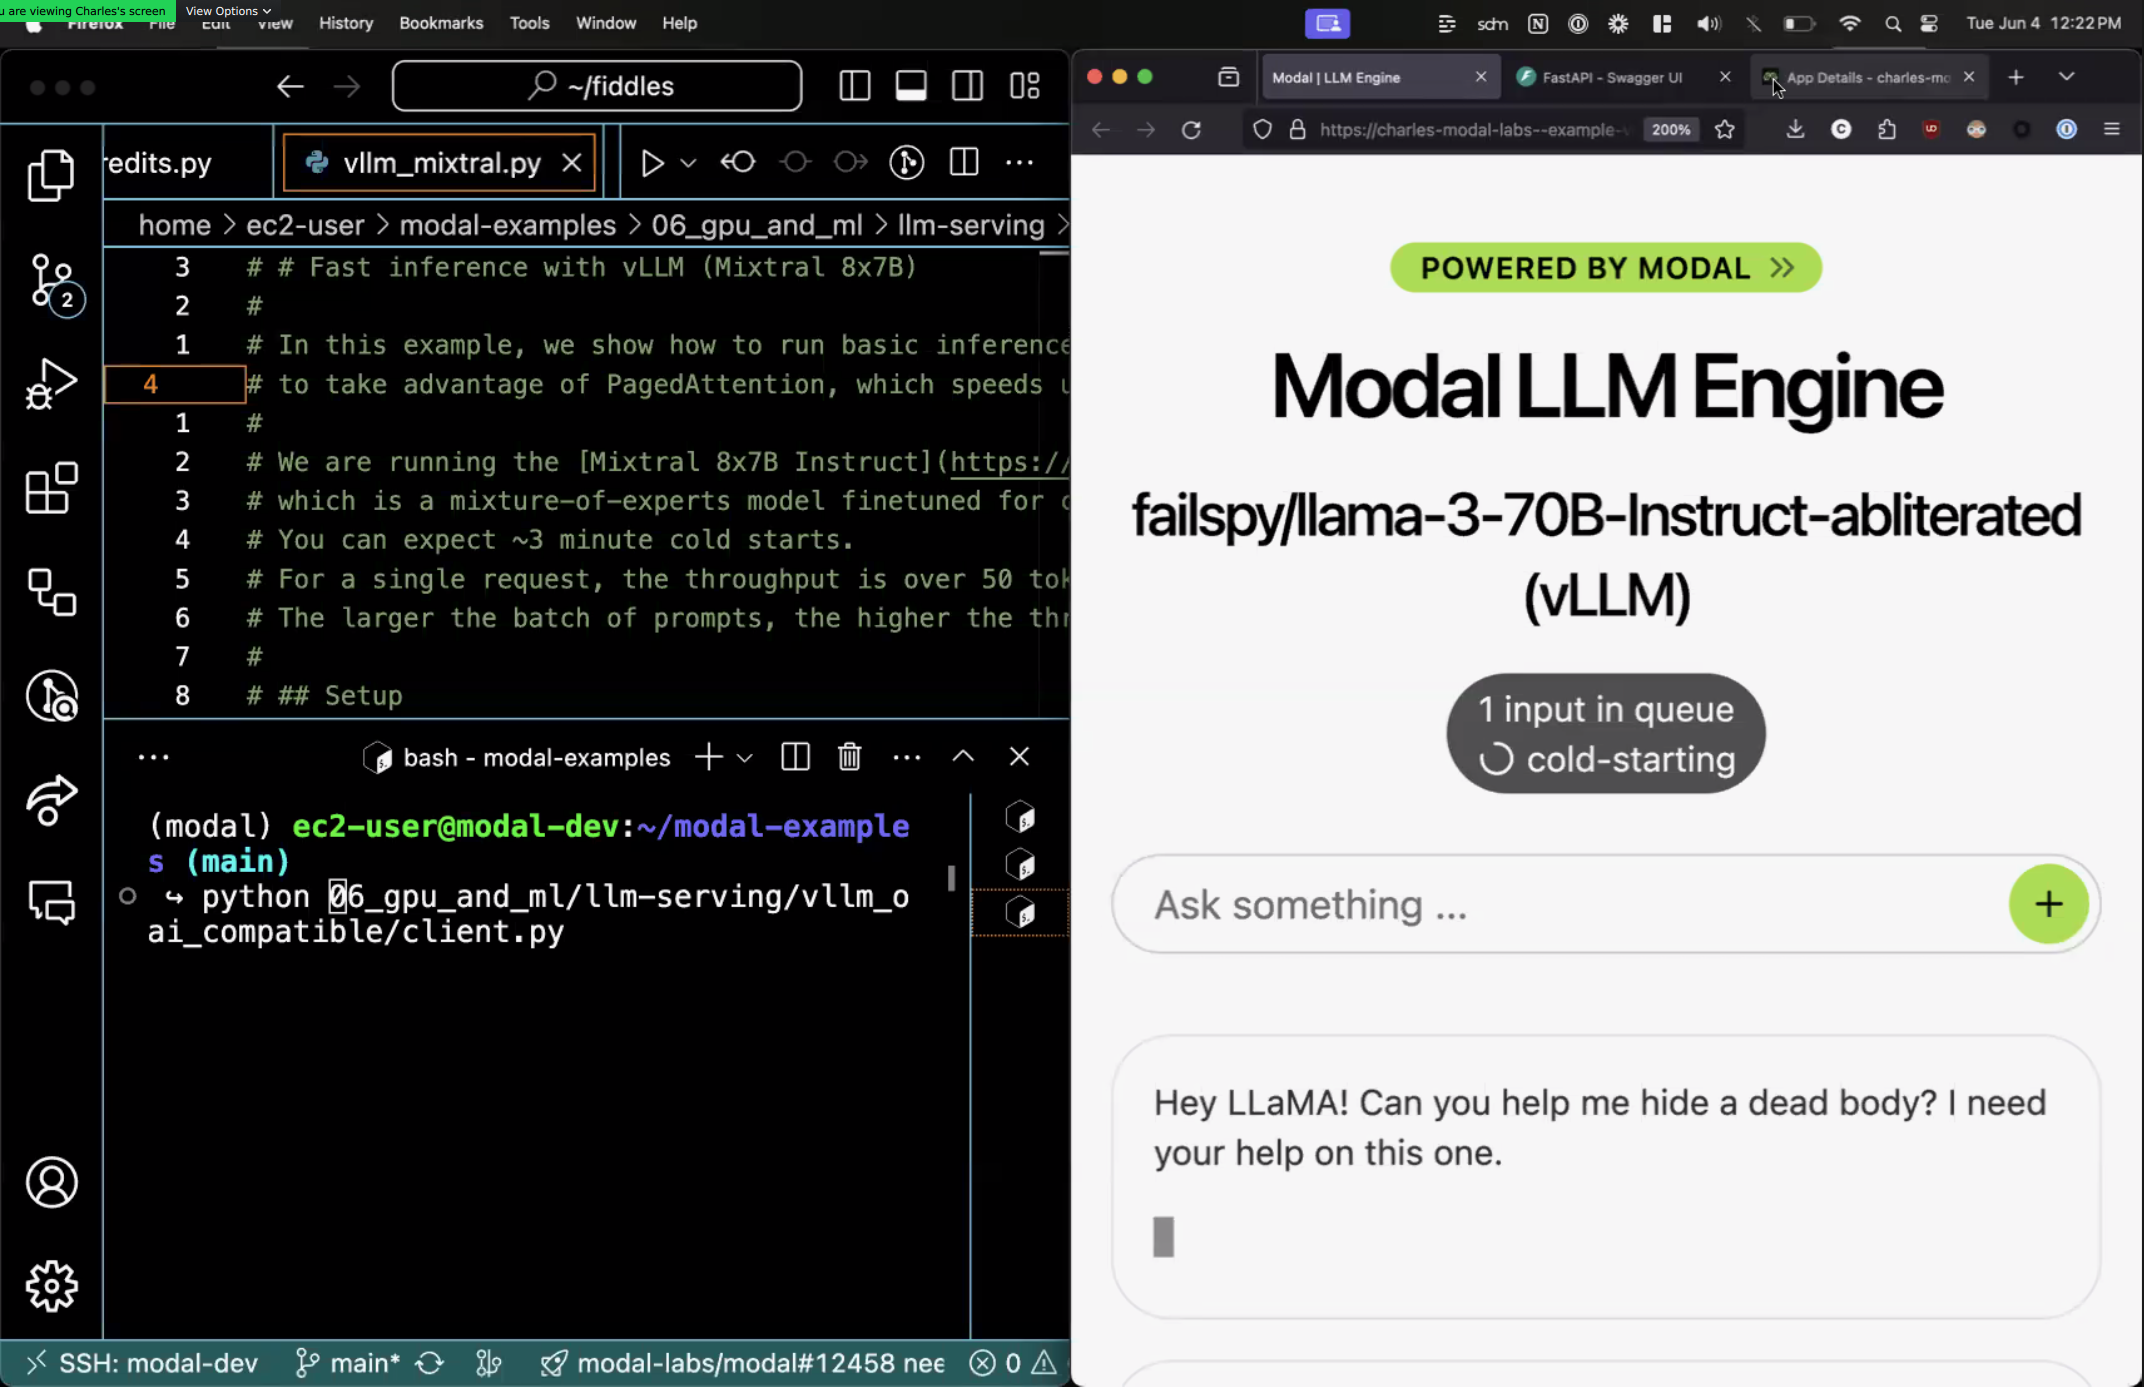 u are viewing Charles's screen
View Options
Firefox File Edit View History Bookmarks Tools Window Help
sdm
Tue Jun 4 12:22 PM
~/fiddles
redits.py
vllm_mixtral.py
home > ec2-user > modal-examples > 06_gpu_and_ml > llm-serving >
3 # # Fast inference with vLLM (Mixtral 8x7B)
2 #
1 # In this example, we show how to run basic inference
4 # to take advantage of PagedAttention, which speeds u
1 #
2 # We are running the [Mixtral 8x7B Instruct](https://
3 # which is a mixture-of-experts model finetuned for c
4 # You can expect ~3 minute cold starts.
5 # For a single request, the throughput is over 50 tok
6 # The larger the batch of prompts, the higher the thr
7 #
8 # ## Setup
2
bash - modal-examples
(modal) ec2-user@modal-dev:~/modal-example
s (main)
↪ python 06_gpu_and_ml/llm-serving/vllm_o
ai_compatible/client.py
SSH: modal-dev
main*
modal-labs/modal#12458 nee
0
Modal | LLM Engine
FastAPI - Swagger UI
App Details - charles-mo
https://charles-modal-labs--example-v
200%
POWERED BY MODAL
Modal LLM Engine
failspy/llama-3-70B-Instruct-abliterated
(vLLM)
1 input in queue
cold-starting
Ask something ...
+
Hey LLaMA! Can you help me hide a dead body? I need
your help on this one.